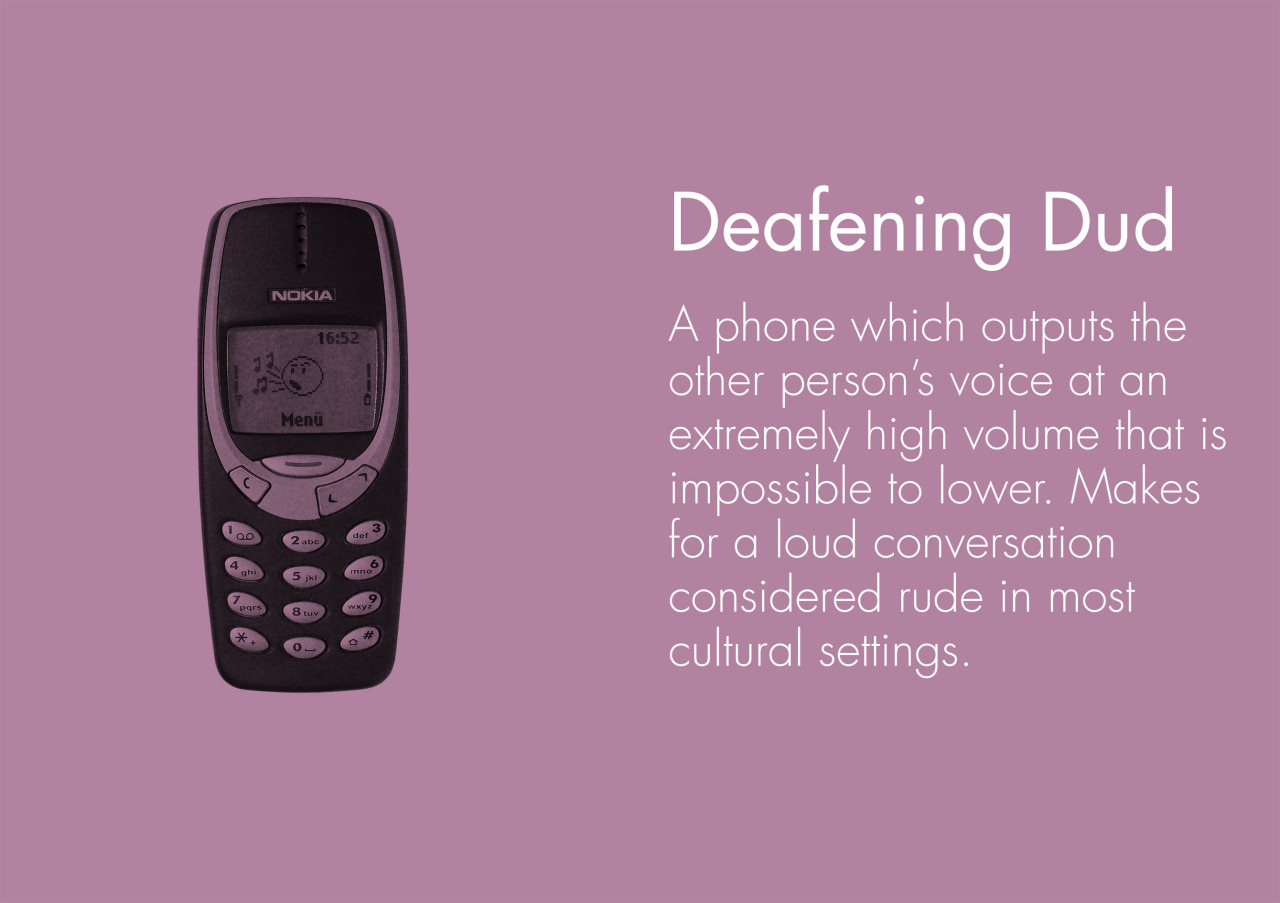 Deafening Dud
A phone which outputs the
other person’s voice at an
extremely high volume that is
impossible to lower. Makes
for a loud conversation
considered rude in most
cultural settings.
NOKIA
16:52
Menü
1
2 abc
def 3
4 ghi
5 jkl
mno 6
7 pqrs
8 tuv
wxyz 9
* +
0
#